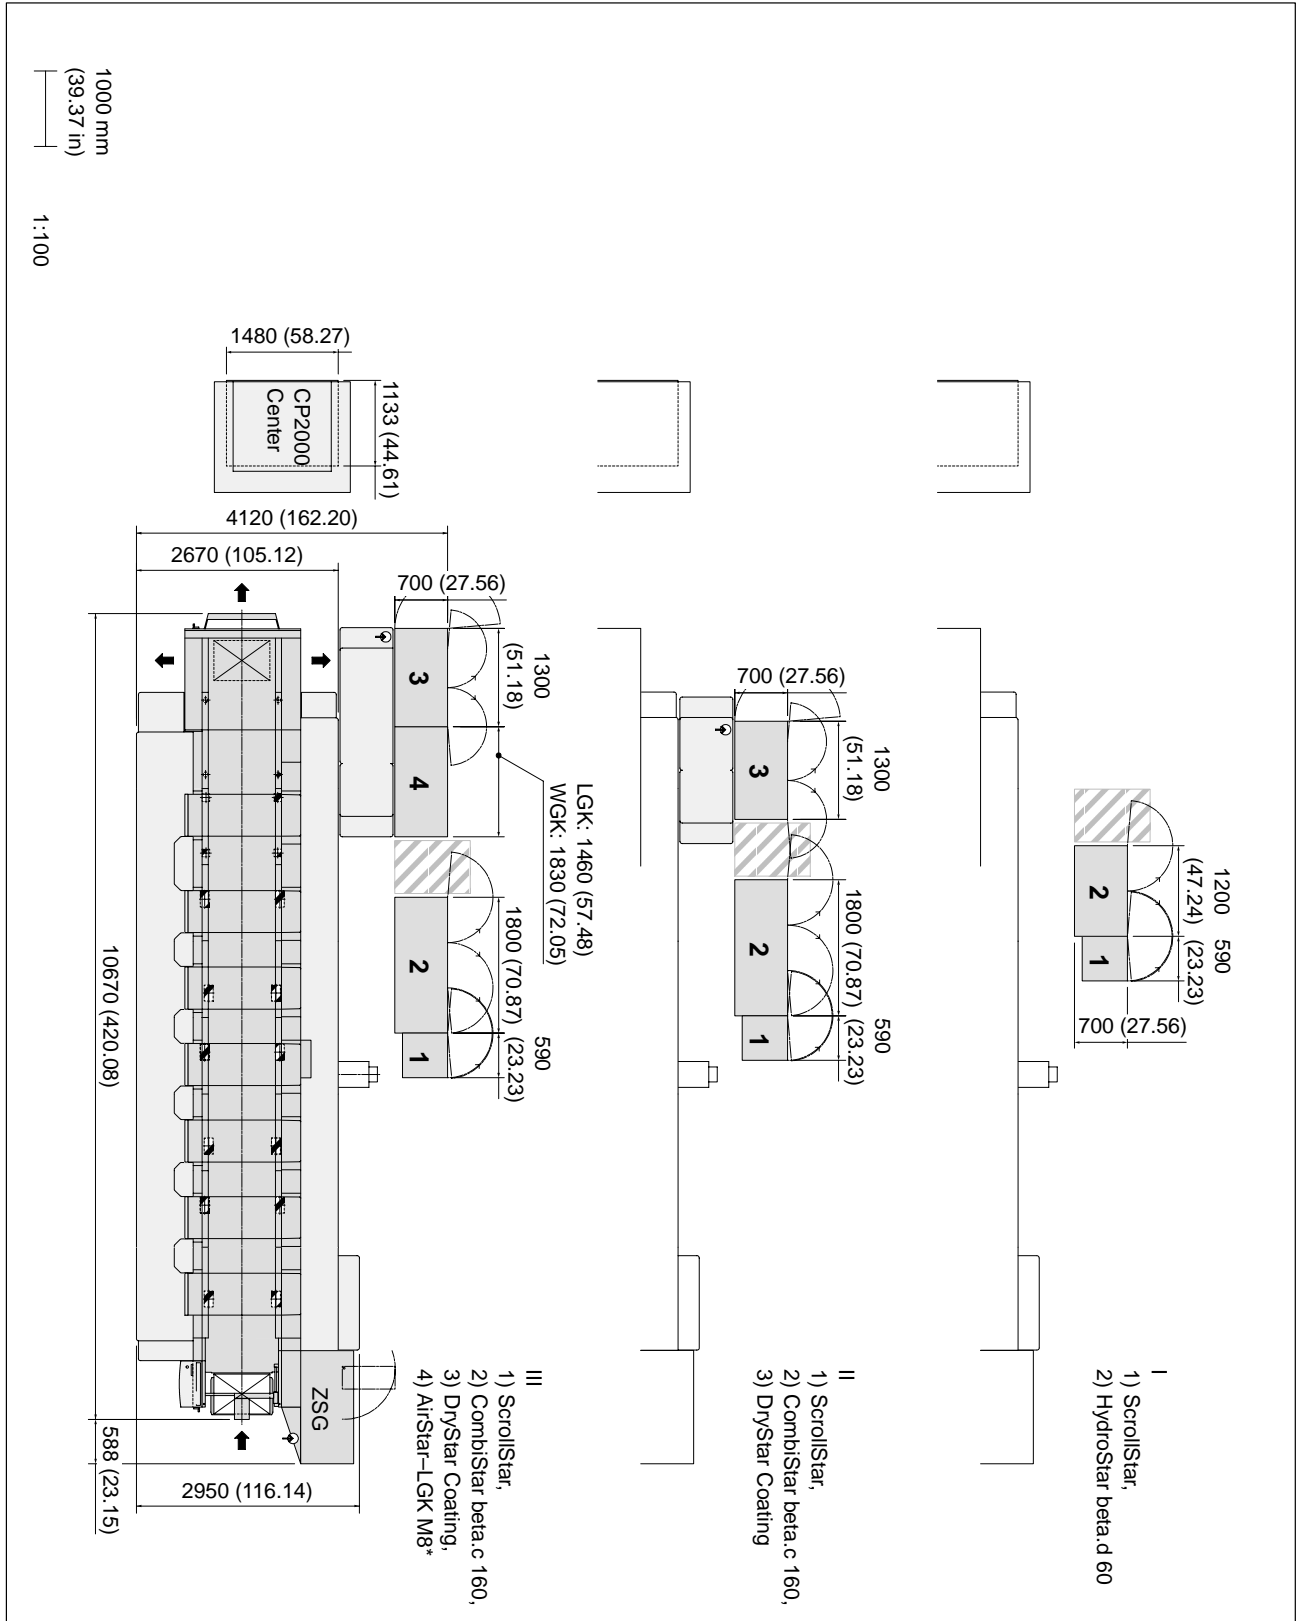 1000 mm
(39.37 in)
1:100
1480 (58.27)
1133 (44.61)
CP2000
Center
4120 (162.20)
2670 (105.12)
700 (27.56)
1300
(51.18)
3
4
LGK: 1460 (57.48)
WGK: 1830 (72.05)
1800 (70.87)
590
(23.23)
2
1
10670 (420.08)
588 (23.15)
2950 (116.14)
ZSG
III
1) ScrollStar,
2) CombiStar beta.c 160,
3) DryStar Coating,
4) AirStar–LGK M8*
700 (27.56)
1300
(51.18)
3
1800 (70.87)
590
(23.23)
2
1
II
1) ScrollStar,
2) CombiStar beta.c 160,
3) DryStar Coating
1200
(47.24)
590
(23.23)
2
1
700 (27.56)
I
1) ScrollStar,
2) HydroStar beta.d 60